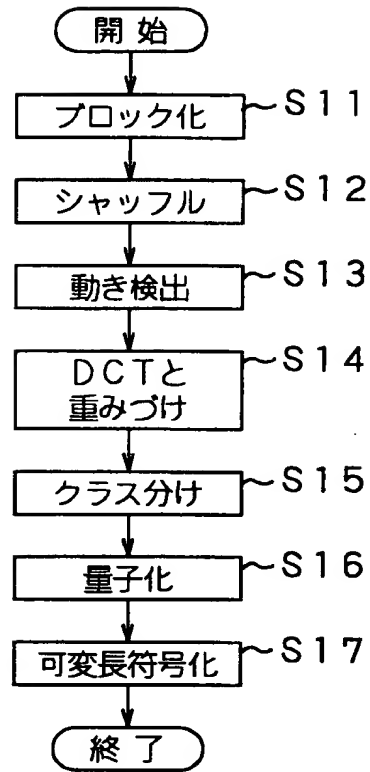 開始
ブロック化 S11
シャッフル S12
動き検出 S13
DCTと S14
重みづけ
クラス分け S15
量子化 S16
可変長符号化 S17
終了